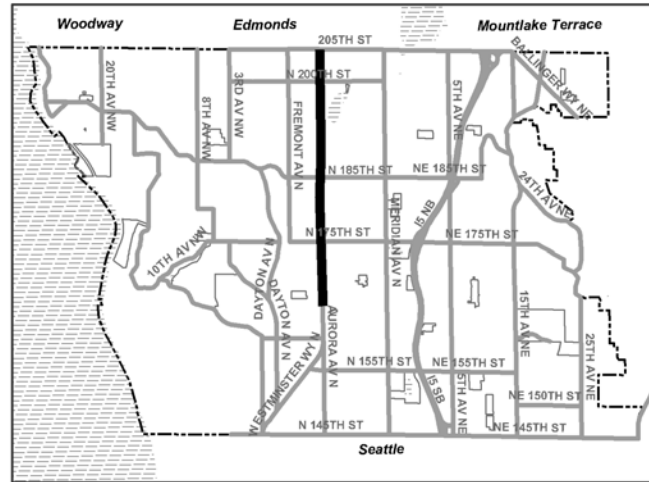 Woodway
Edmonds
Mountlake Terrace
205TH ST
BALLINGER WY NE
20TH AV NW
8TH AV NW
3RD AV NW
N 200TH ST
FREMONT AV N
5TH AV NE
NE 185TH ST
N 185TH ST
24TH AV NE
MERIDIAN AV N
I5 NB
N 175TH ST
NE 175TH ST
10TH AV NW
DAYTON AV N
DAYTON AV N
AURORA AV N
15TH AV NE
25TH AV NE
WESTMINSTER WY N
N 155TH ST
NE 155TH ST
I5 SB
5TH AV NE
NE 150TH ST
N 145TH ST
NE 145TH ST
Seattle